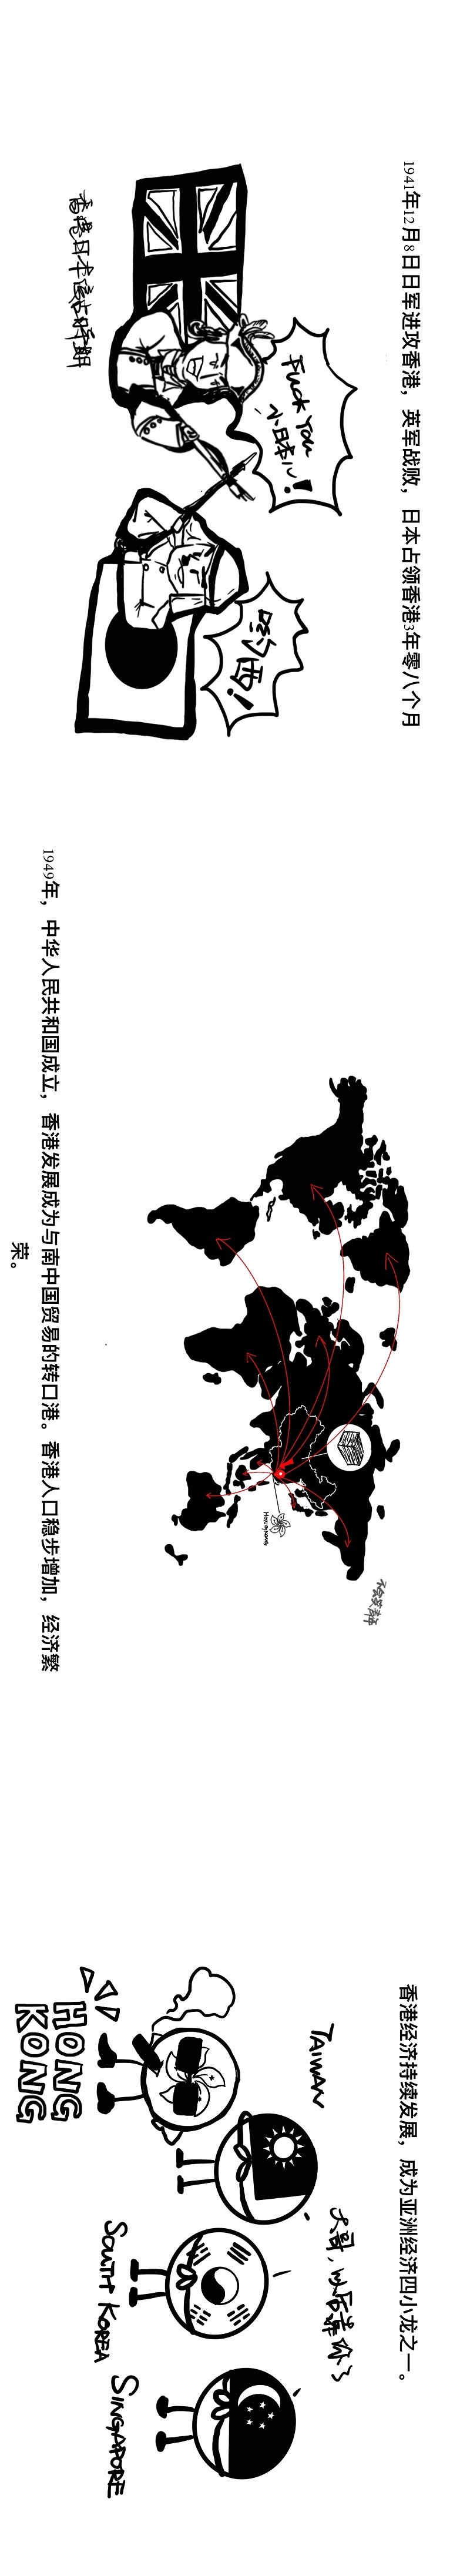 1941年12月8日日军进攻香港，英军战败，日本占领香港3年零八个月
Fuck You
小日本儿!
哟西!
香港日本侵占时期
1949年，中华人民共和国成立，香港发展成为与南中国贸易的转口港。香港人口稳步增加，经济繁
荣。
Hongkong
香港经济持续发展，成为亚洲经济四小龙之一。
TAIWAN
大哥，以后靠你了
HONG
KONG
SOUTH KOREA
SINGAPORE